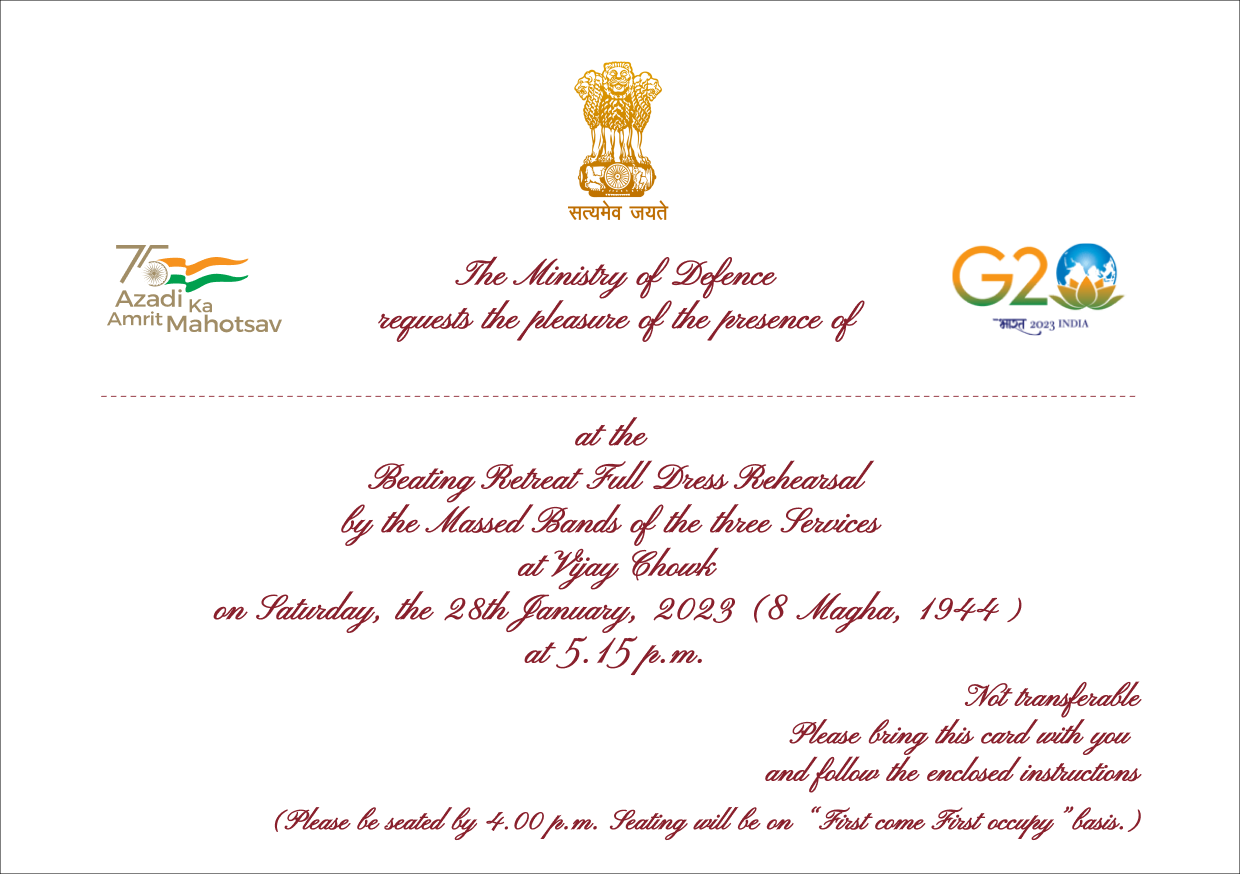 सत्यमेव जयते
75
Azadi Ka
Amrit Mahotsav
The Ministry of Defence
requests the pleasure of the presence of
G20
भारत 2023 INDIA
at the
Beating Retreat Full Dress Rehearsal
by the Massed Bands of the three Services
at Vijay Chowk
on Saturday, the 28th January, 2023 (8 Magha, 1944 )
at 5.15 p.m.
Not transferable
Please bring this card with you
and follow the enclosed instructions
(Please be seated by 4.00 p.m. Seating will be on “First come First occupy” basis.)